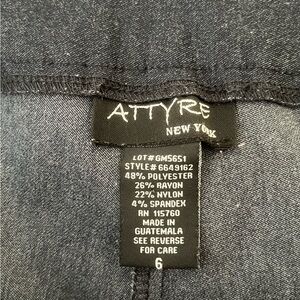 ATTYRE
NEW YORK
LOT# GM5651
STYLE# 6649162
48% POLYESTER
26% RAYON
22% NYLON
4% SPANDEX
RN 115760
MADE IN
GUATEMALA
SEE REVERSE
FOR CARE
6